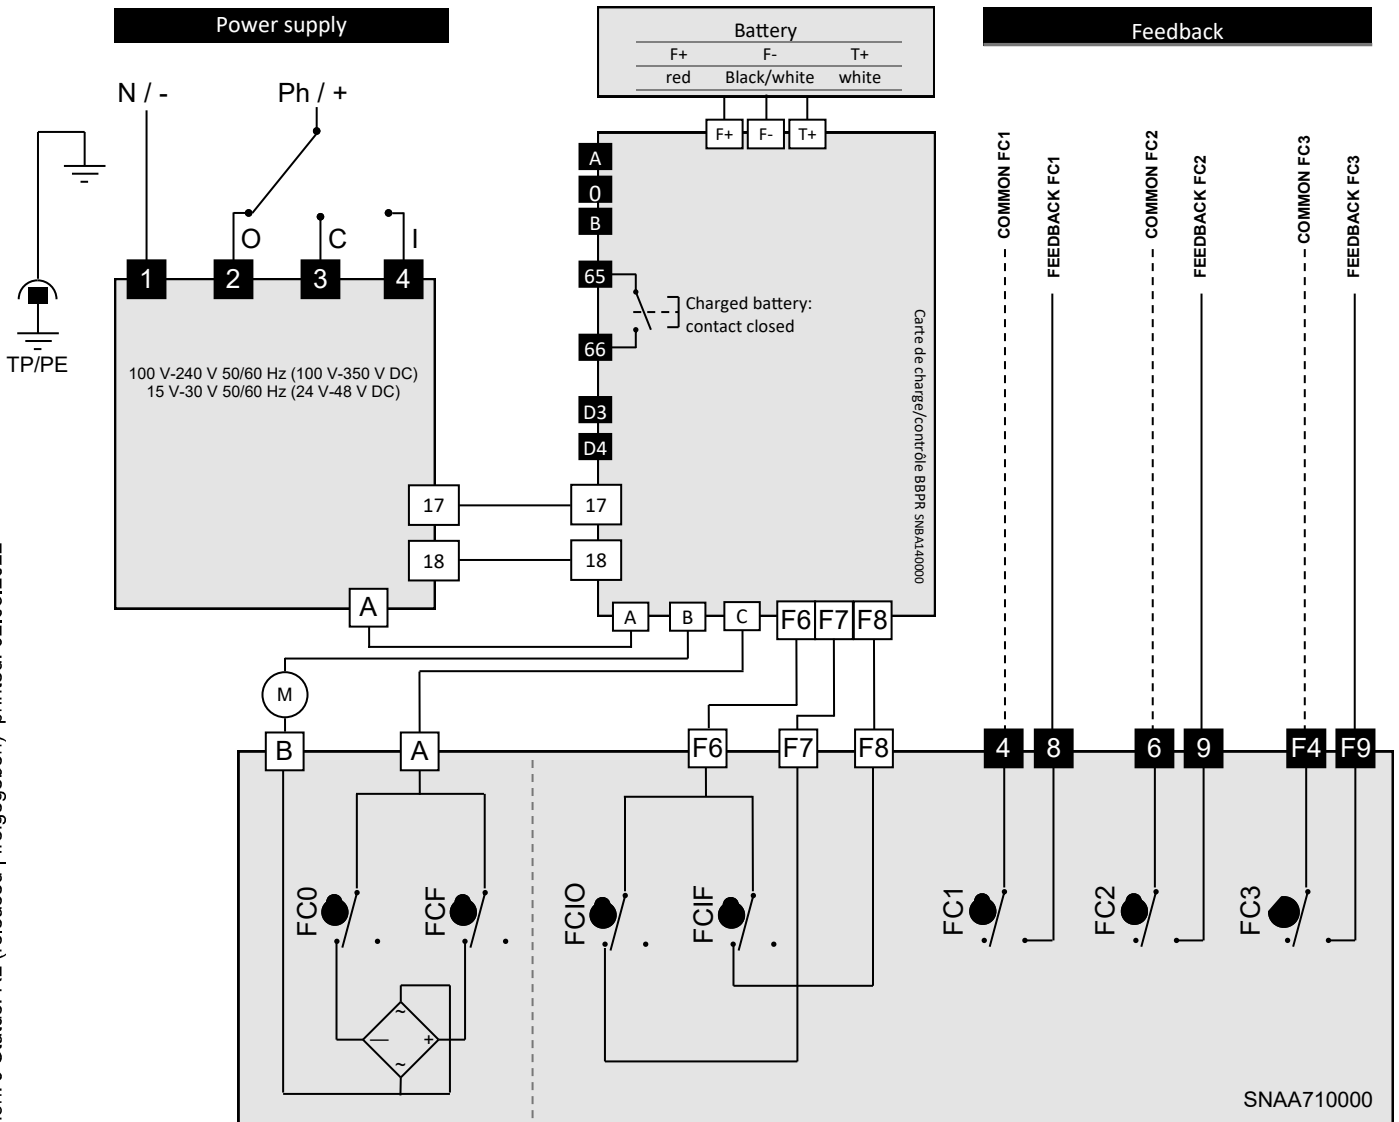 Power supply
Battery
F+ F- T+
red Black/white white
Feedback
N / -
Ph / +
F+ F- T+
A
0
B
65
66
Charged battery:
contact closed
D3
D4
17
18
Carte de charge/contrôle BBPR SNBA140000
O
C
I
1
2
3
4
TP/PE
100 V-240 V 50/60 Hz (100 V-350 V DC)
15 V-30 V 50/60 Hz (24 V-48 V DC)
17
18
A
A
B
C
F6
F7
F8
COMMON FC1
FEEDBACK FC1
COMMON FC2
FEEDBACK FC2
COMMON FC3
FEEDBACK FC3
M
B
A
F6
F7
F8
4
8
6
9
F4
F9
FC0
FCF
FCIO
FCIF
FC1
FC2
FC3
~
—
+
~
SNAA710000